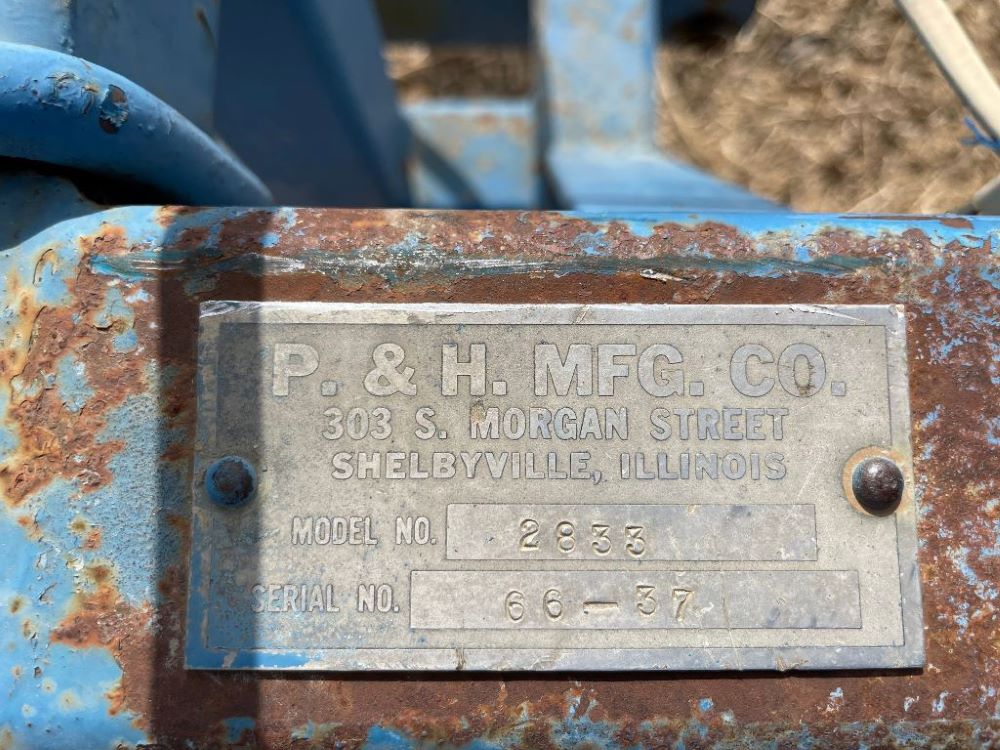 P. & H. MFG. CO.
303 S. MORGAN STREET
SHELBYVILLE, ILLINOIS
MODEL NO. 2833
SERIAL NO. 66-37